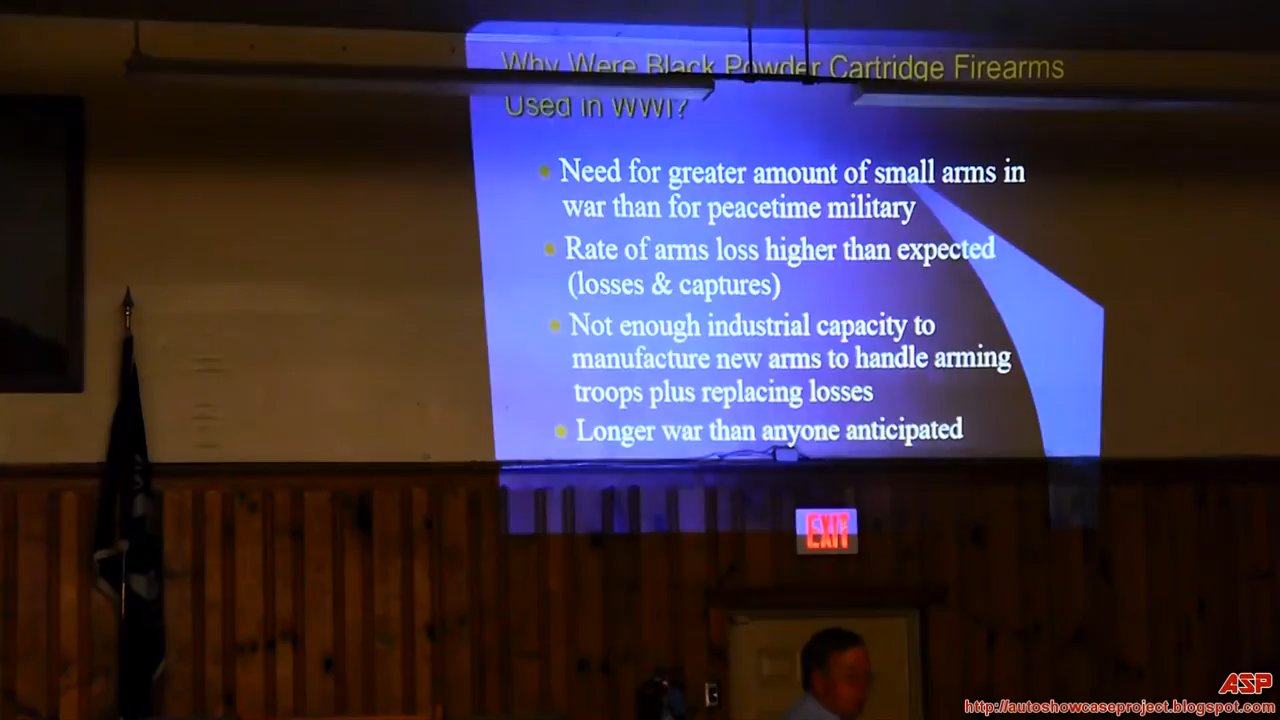 Why Were Black Powder Cartridge Firearms
Used in WWI?
• Need for greater amount of small arms in
war than for peacetime military
• Rate of arms loss higher than expected
(losses & captures)
• Not enough industrial capacity to
manufacture new arms to handle arming
troops plus replacing losses
• Longer war than anyone anticipated
EXIT
ASP
http://autoshowcaseproject.blogspot.com